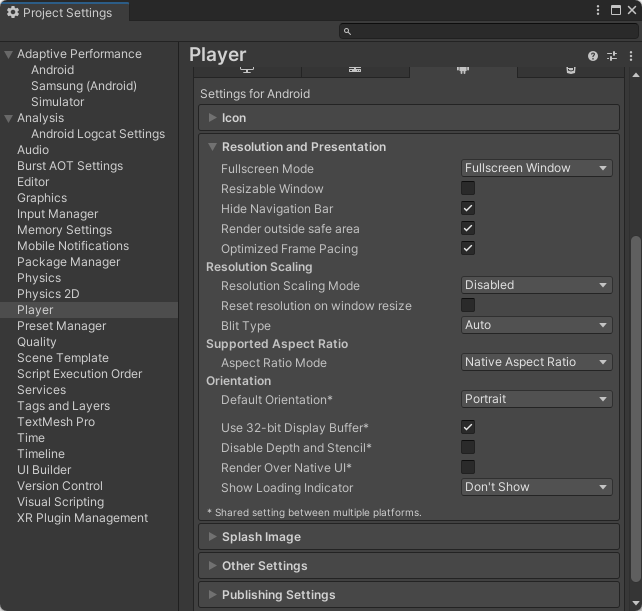 Project Settings
Adaptive Performance
Android
Samsung (Android)
Simulator
Analysis
Android Logcat Settings
Audio
Burst AOT Settings
Editor
Graphics
Input Manager
Memory Settings
Mobile Notifications
Package Manager
Physics
Physics 2D
Player
Preset Manager
Quality
Scene Template
Script Execution Order
Services
Tags and Layers
TextMesh Pro
Time
Timeline
UI Builder
Version Control
Visual Scripting
XR Plugin Management
Player
Settings for Android
Icon
Resolution and Presentation
Fullscreen Mode Fullscreen Window
Resizable Window
Hide Navigation Bar
Render outside safe area
Optimized Frame Pacing
Resolution Scaling
Resolution Scaling Mode Disabled
Reset resolution on window resize
Blit Type Auto
Supported Aspect Ratio
Aspect Ratio Mode Native Aspect Ratio
Orientation
Default Orientation* Portrait
Use 32-bit Display Buffer*
Disable Depth and Stencil*
Render Over Native UI*
Show Loading Indicator Don't Show
* Shared setting between multiple platforms.
Splash Image
Other Settings
Publishing Settings